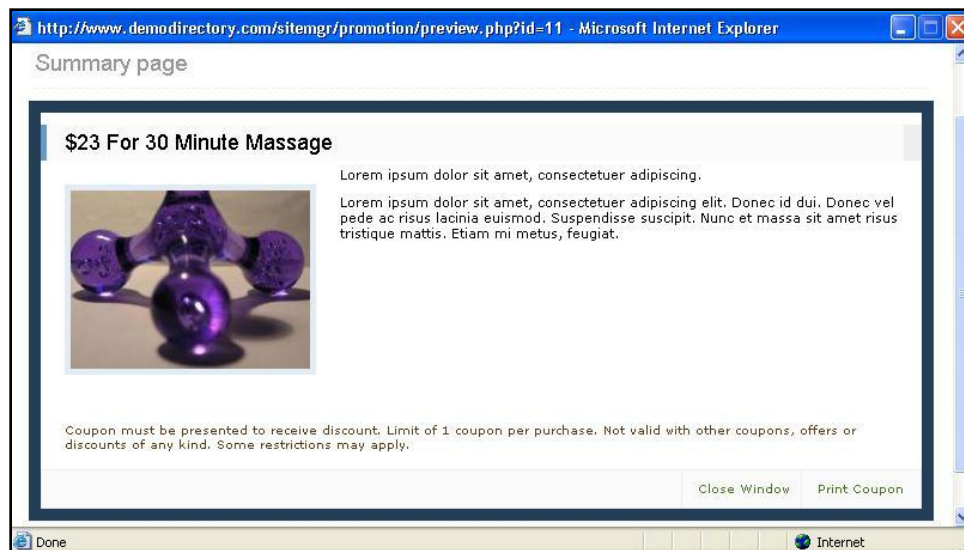 http://www.demodirectory.com/sitemgr/promotion/preview.php?id=11 - Microsoft Internet Explorer
Summary page
$23 For 30 Minute Massage
Lorem ipsum dolor sit amet, consectetuer adipiscing.
Lorem ipsum dolor sit amet, consectetuer adipiscing elit. Donec id dui. Donec vel
pede ac risus lacinia euismod. Suspendisse suscipit. Nunc et massa sit amet risus
tristique mattis. Etiam mi metus, feugiat.
Coupon must be presented to receive discount. Limit of 1 coupon per purchase. Not valid with other coupons, offers or
discounts of any kind. Some restrictions may apply.
Close Window Print Coupon
Done Internet